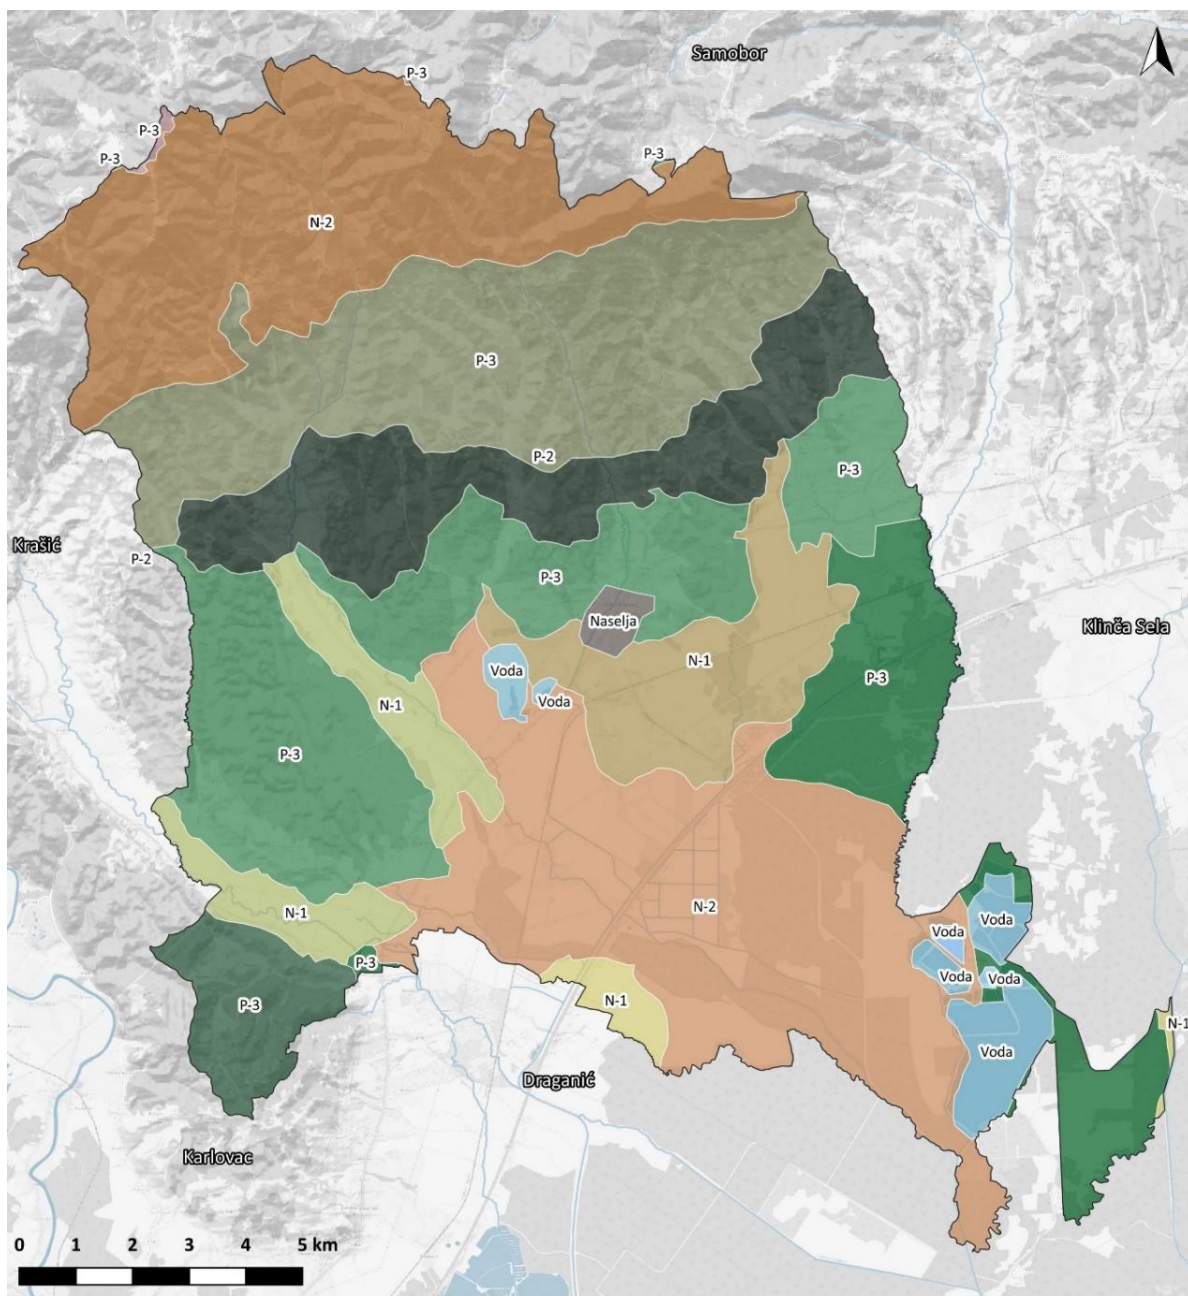 Samobor
P-3
P-3
P-3
P-3
N-2
P-3
P-2
P-3
Krašić
P-2
P-3
Naselja
Klinča Sela
N-1
Voda
P-3
Voda
N-1
P-3
N-2
N-1
Voda
Voda
P-3
Voda
Voda
P-3
N-1
N-1
Voda
Draganić
Karlovac
0 1 2 3 4 5 km